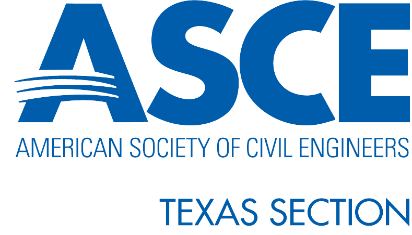 ASCE
AMERICAN SOCIETY OF CIVIL ENGINEERS
TEXAS SECTION